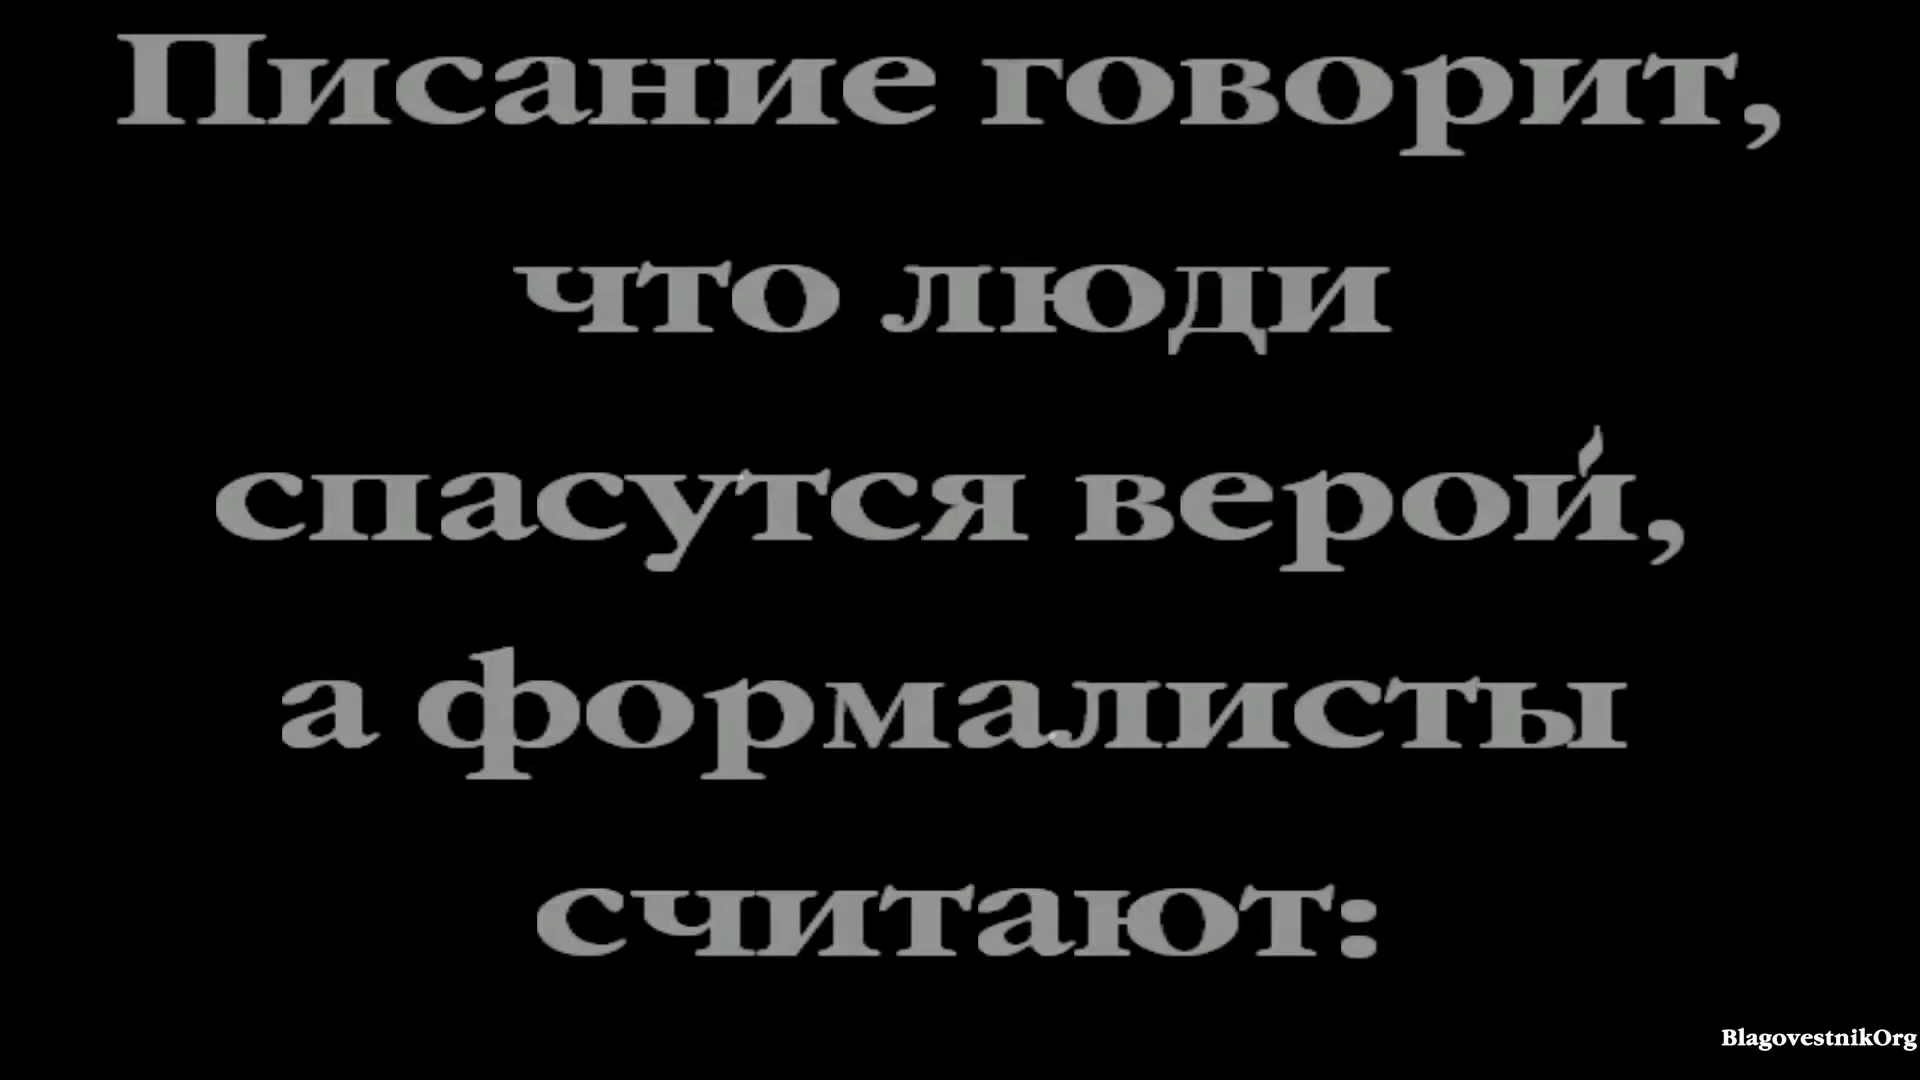 Писание говорит,
что люди
спасутся верой,
а формалисты
считают:
BlagovestnikOrg